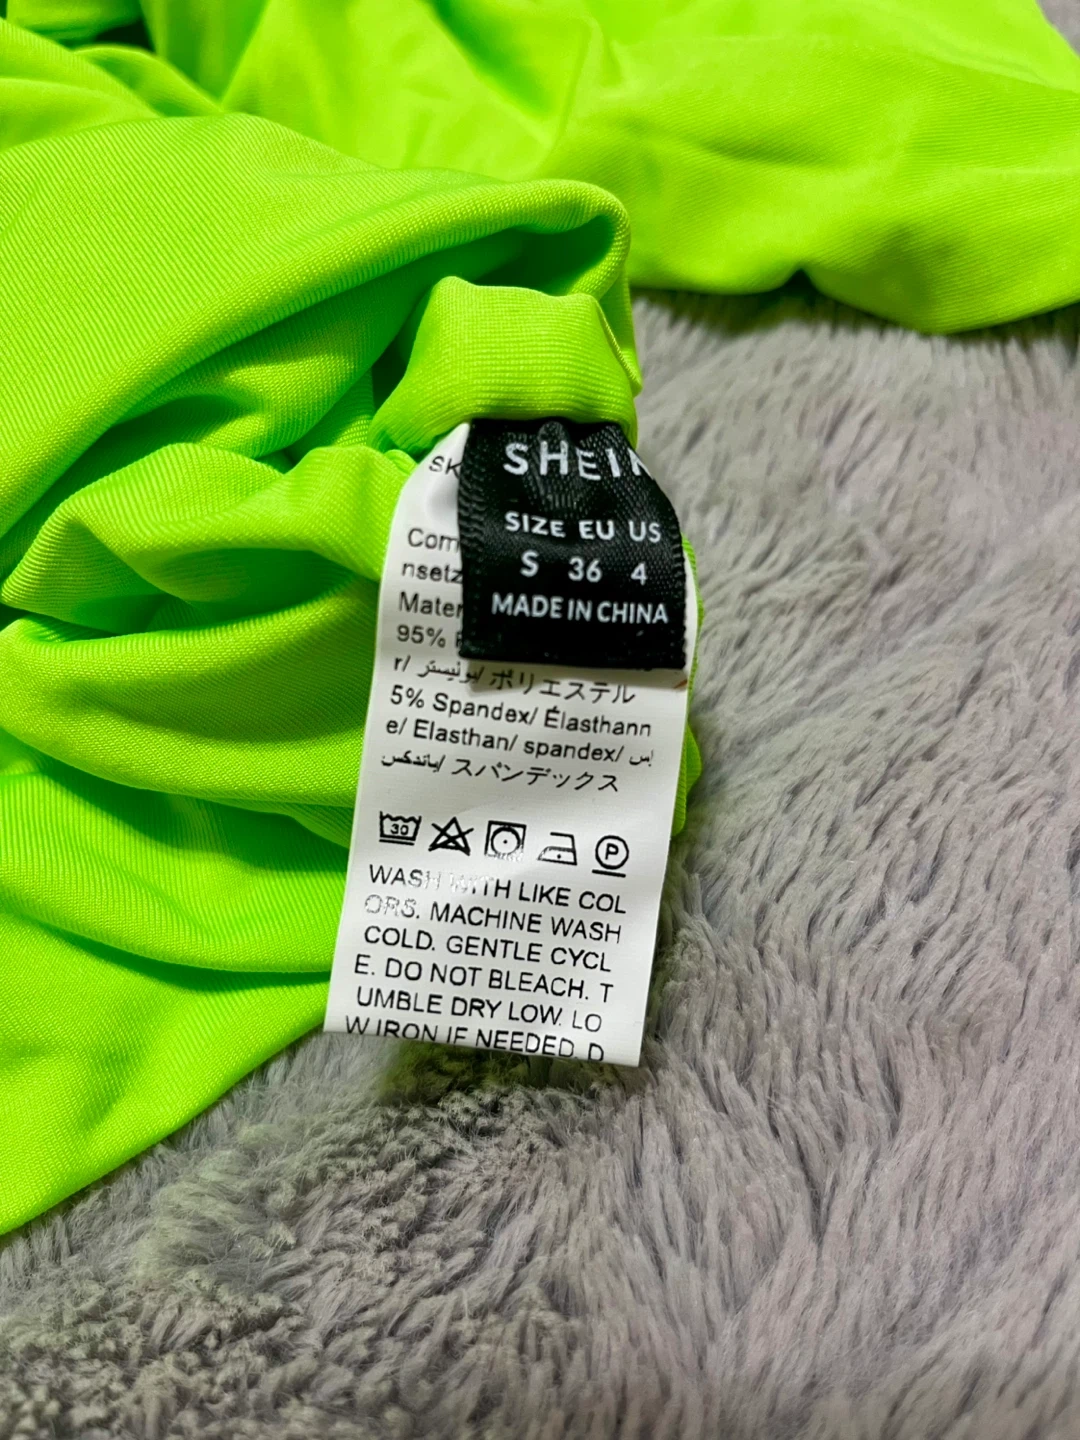 SHEIN
SIZE EU US
S 36 4
MADE IN CHINA
SK
Com
nsetz
Mater
95%
r/ بوليستر/ ポリエステル
5% Spandex/ Élasthann
e/ Elasthan/ spandex/
スパンデックス
30
P
WASH WITH LIKE COL
ORS. MACHINE WASH
COLD. GENTLE CYCL
E. DO NOT BLEACH. T
UMBLE DRY LOW. LO
W IRON IF NEEDED. D